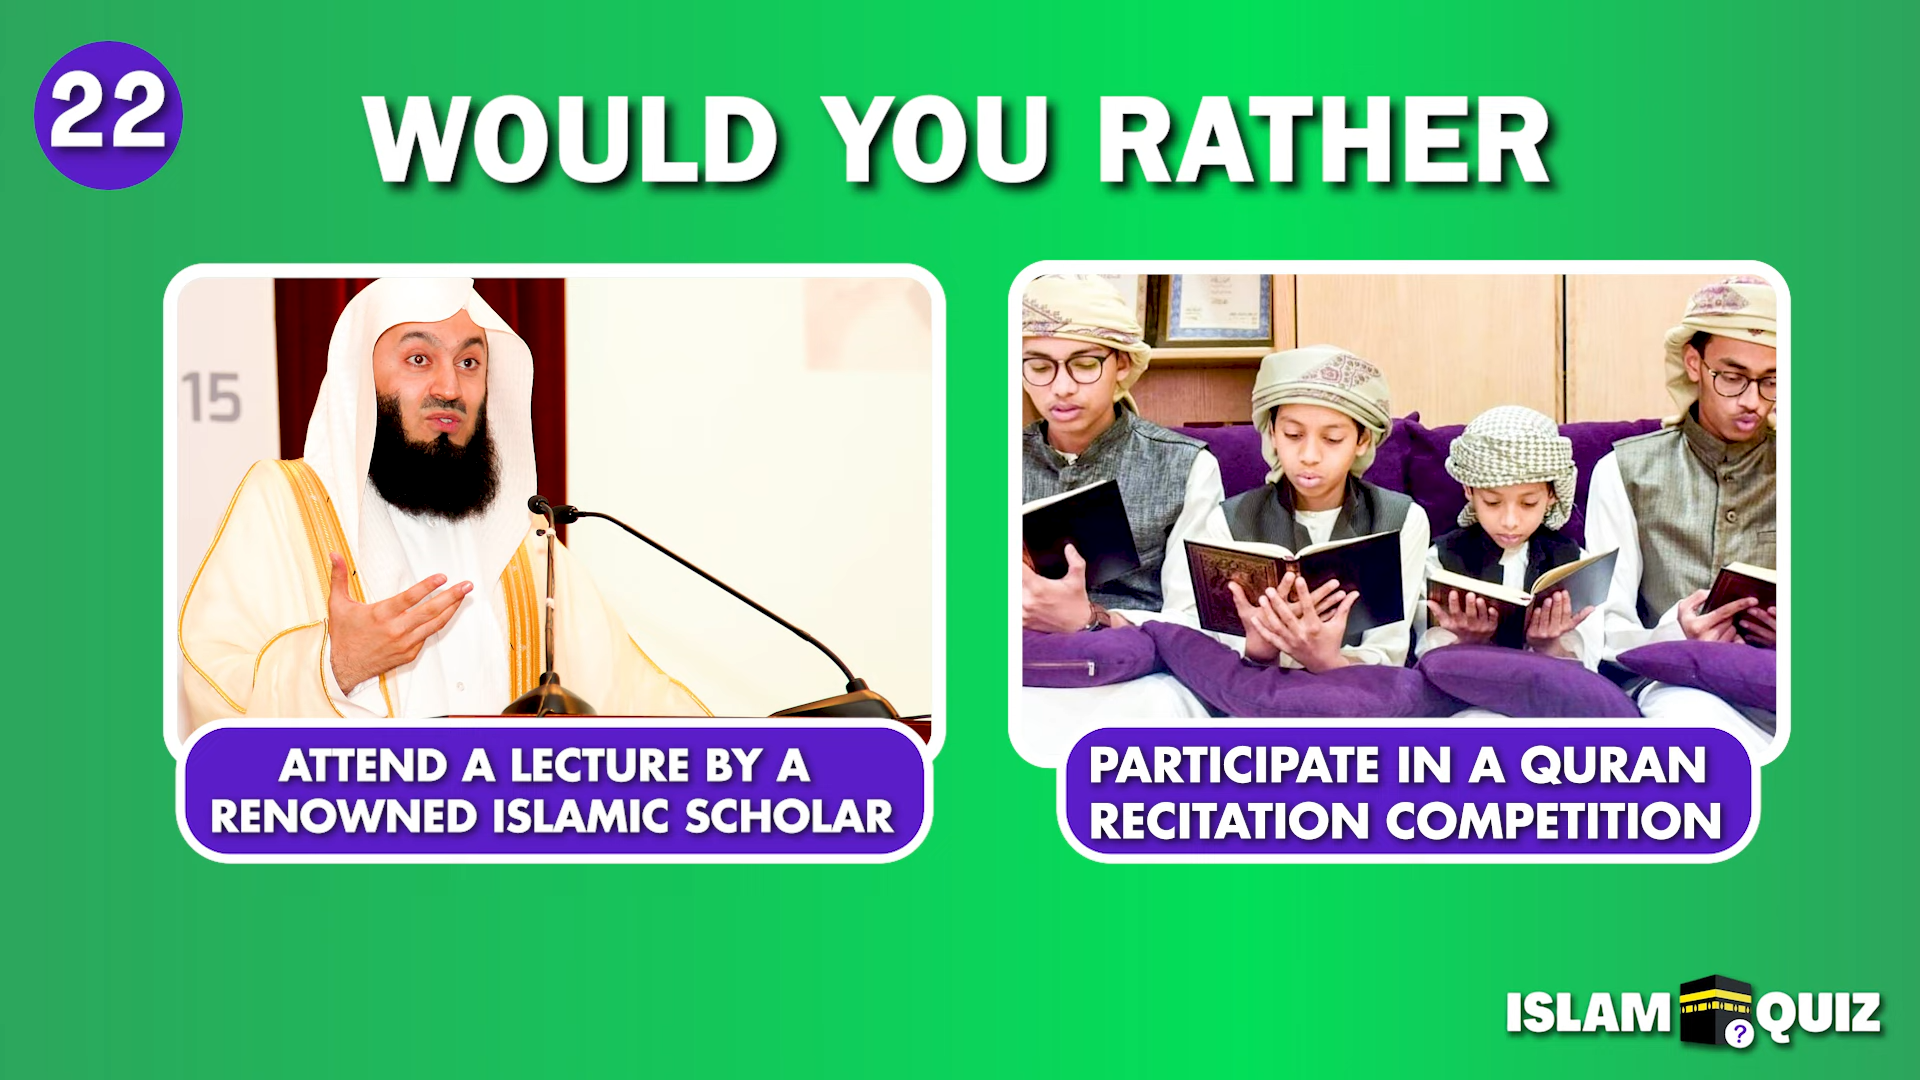 22
WOULD YOU RATHER
15
ATTEND A LECTURE BY A
RENOWNED ISLAMIC SCHOLAR
PARTICIPATE IN A QURAN
RECITATION COMPETITION
ISLAM ? QUIZ